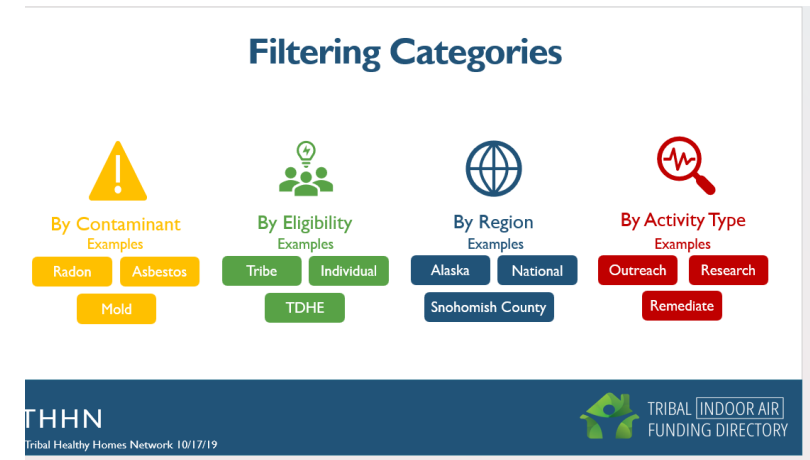 Filtering Categories
By Contaminant
Examples
Radon
Asbestos
Mold
By Eligibility
Examples
Tribe
Individual
TDHE
By Region
Examples
Alaska
National
Snohomish County
By Activity Type
Examples
Outreach
Research
Remediate
THHN
Tribal Healthy Homes Network 10/17/19
TRIBAL INDOOR AIR
FUNDING DIRECTORY